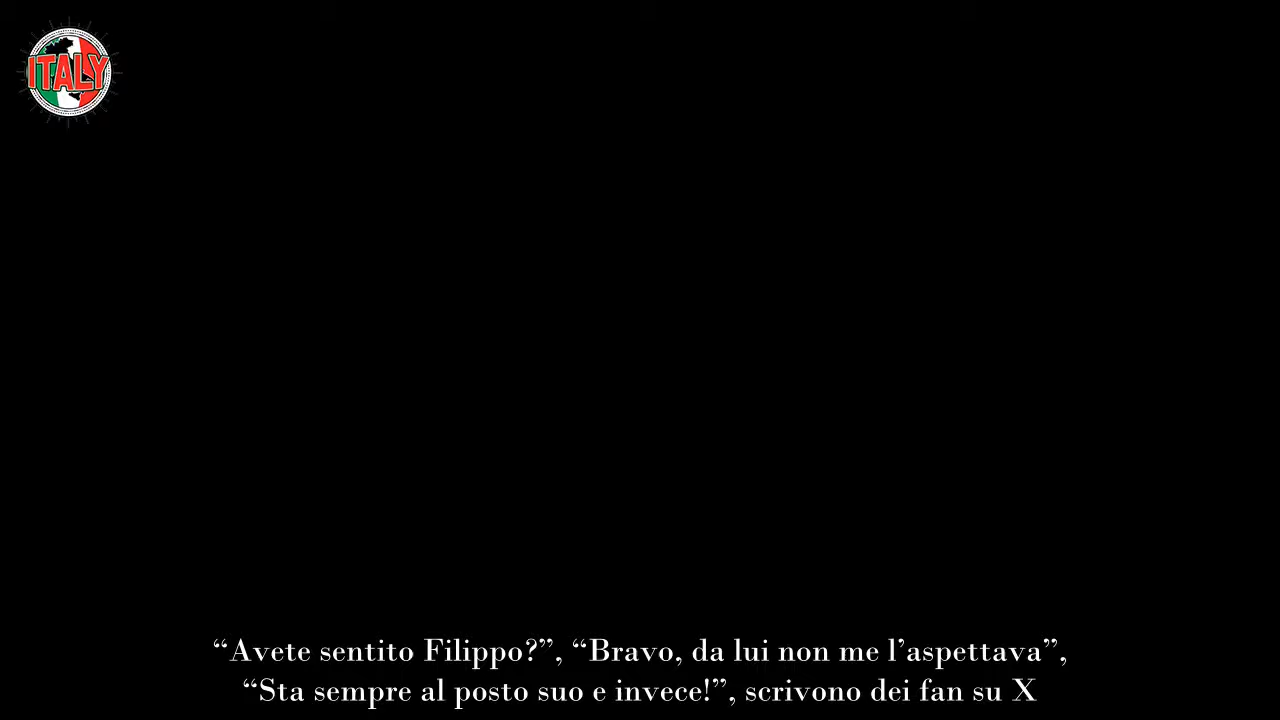 ITALY
“Avete sentito Filippo?”, “Bravo, da lui non me l’aspettava”,
“Sta sempre al posto suo e invece!”, scrivono dei fan su X